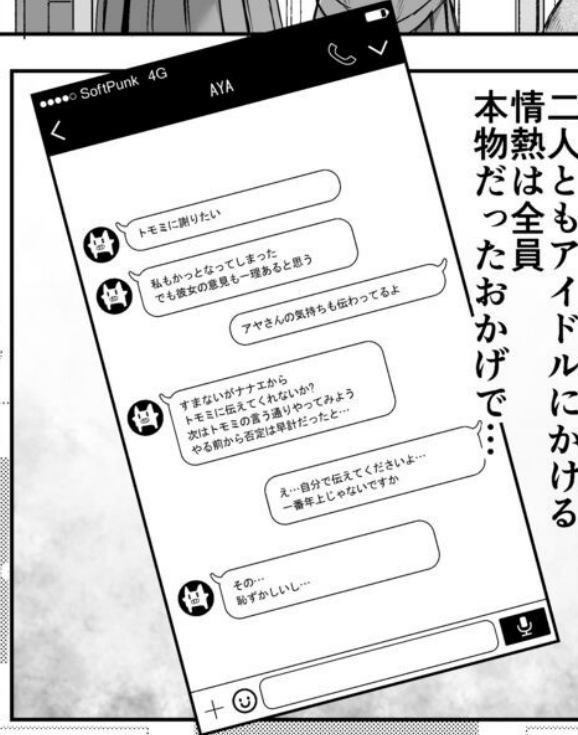 二人ともアイドルにかける
情熱は全員
本物だったおかげで…
SoftPunk 4G
AYA
トモミに謝りたい
私もかっとなってしまった
でも彼女の意見も一理あると思う
アヤさんの気持ちも伝わってるよ
すまないがナナエから
トモミに伝えてくれないか?
次はトモミの言う通りやってみよう
やる前から否定は早計だったと…
え…自分で伝えてくださいよ…
一番年上じゃないですか
その…
恥ずかしいし…